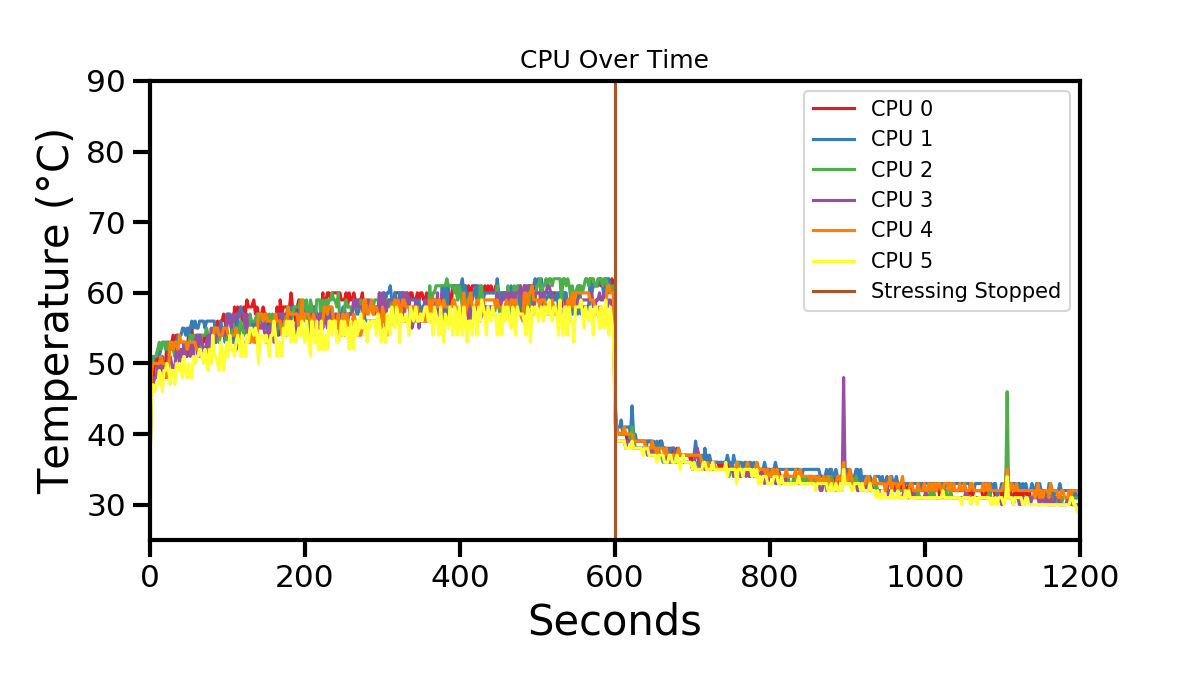 CPU Over Time
90
80
70
60
50
40
30
Temperature (°C)
CPU 0
CPU 1
CPU 2
CPU 3
CPU 4
CPU 5
Stressing Stopped
0 200 400 600 800 1000 1200
Seconds